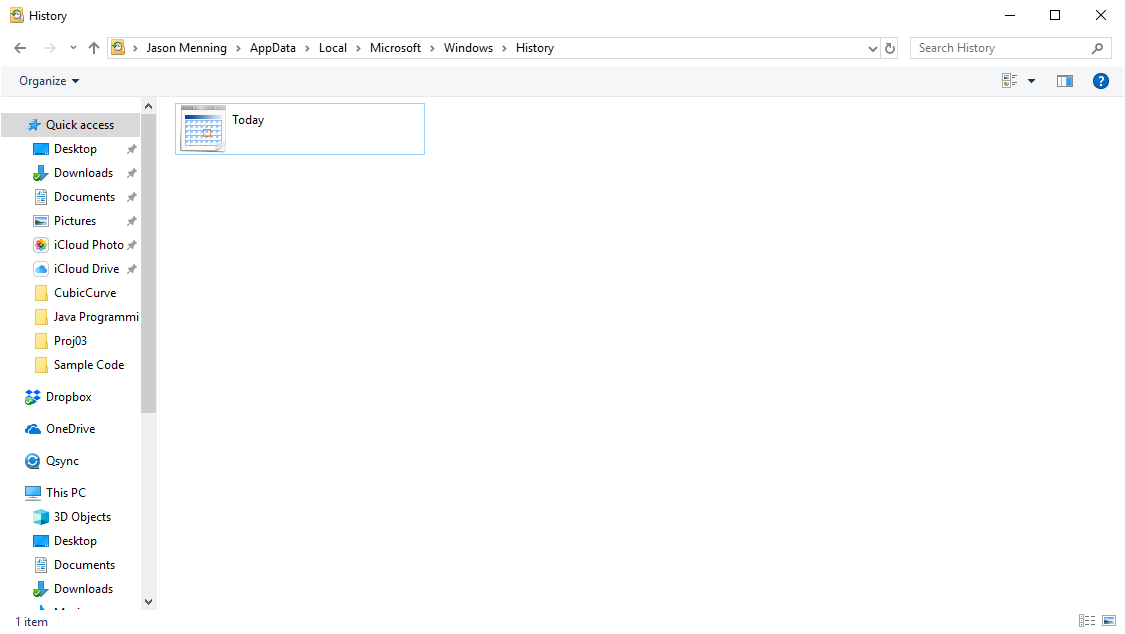 History
Jason Menning > AppData > Local > Microsoft > Windows > History
Search History
Organize
?
Quick access
Desktop
Downloads
Documents
Pictures
iCloud Photo
iCloud Drive
CubicCurve
Java Programmi
Proj03
Sample Code
Dropbox
OneDrive
Qsync
This PC
3D Objects
Desktop
Documents
Downloads
Today
1 item